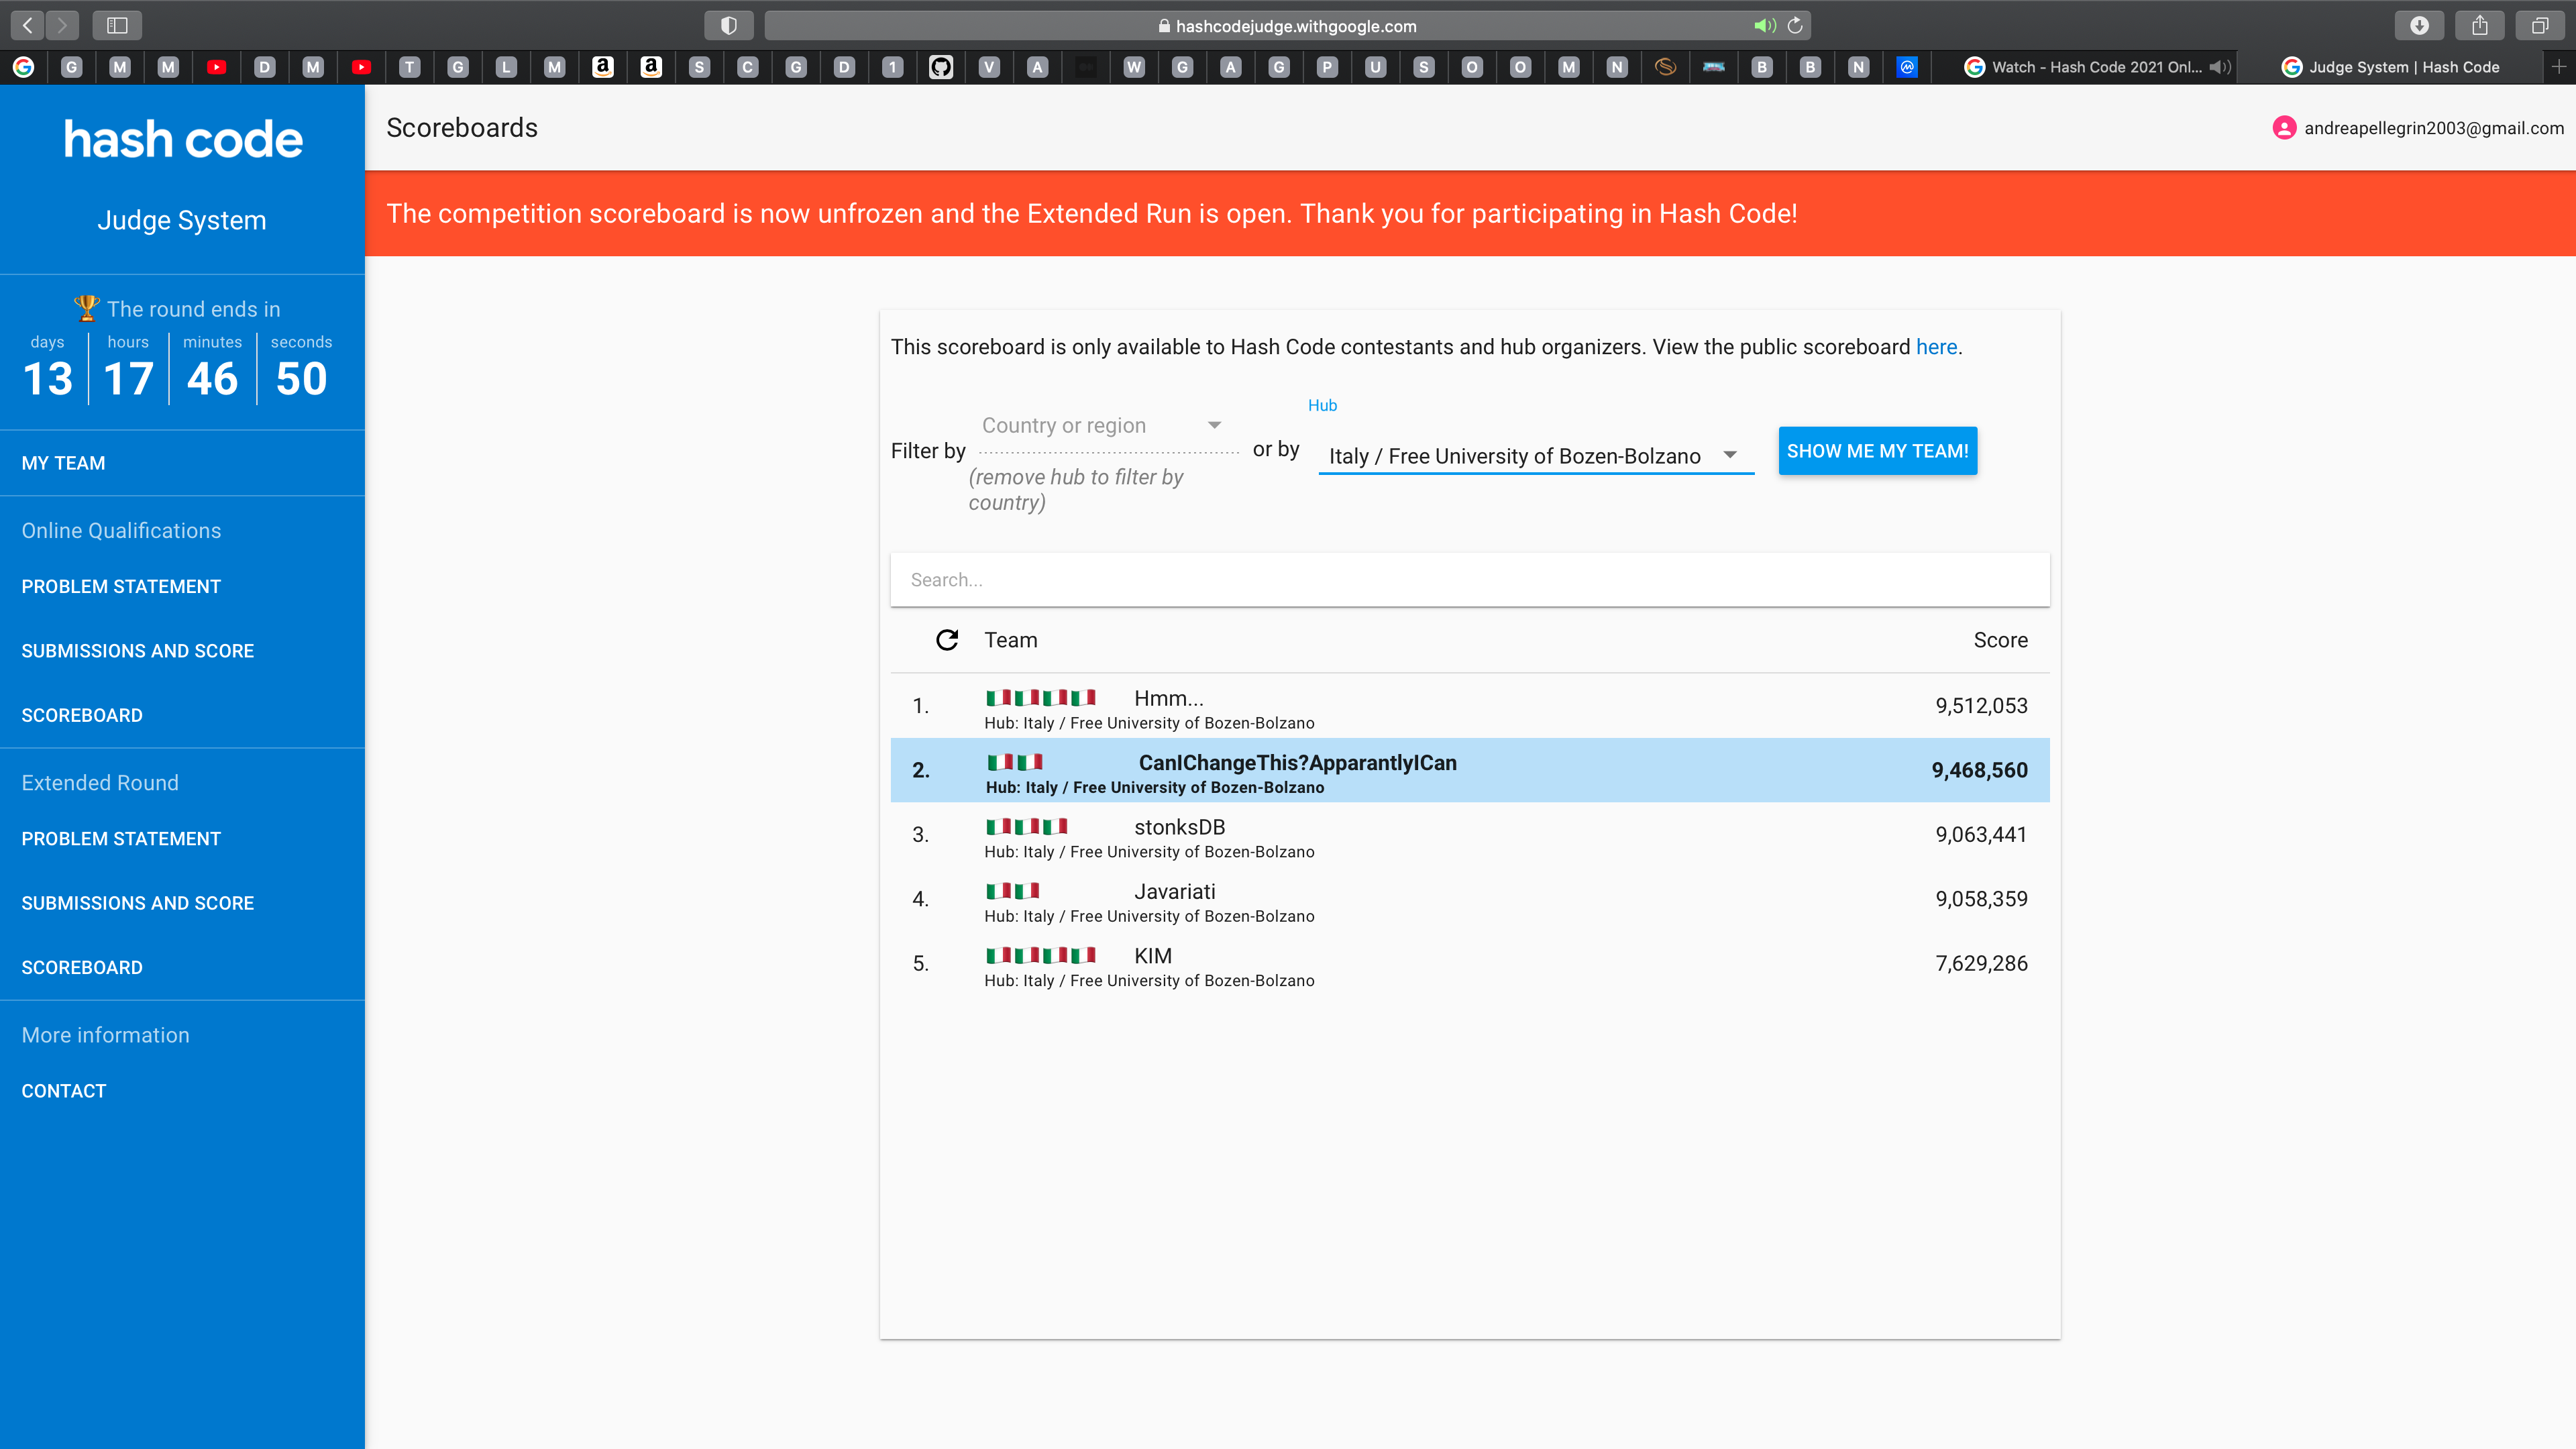 hashcodejudge.withgoogle.com
G M M D M T G L M a a S C G D 1 V A W G A G P U S O O M N B B N
Watch - Hash Code 2021 Onl...
Judge System | Hash Code
hash code
Judge System
The round ends in
days hours minutes seconds
13 17 46 50
MY TEAM
Online Qualifications
PROBLEM STATEMENT
SUBMISSIONS AND SCORE
SCOREBOARD
Extended Round
PROBLEM STATEMENT
SUBMISSIONS AND SCORE
SCOREBOARD
More information
CONTACT
Scoreboards
andreapellegrin2003@gmail.com
The competition scoreboard is now unfrozen and the Extended Run is open. Thank you for participating in Hash Code!
This scoreboard is only available to Hash Code contestants and hub organizers. View the public scoreboard here.
Hub
Filter by Country or region or by Italy / Free University of Bozen-Bolzano SHOW ME MY TEAM!
(remove hub to filter by
country)
Search...
Team Score
1. Hmm... 9,512,053
Hub: Italy / Free University of Bozen-Bolzano
2. CanIChangeThis?ApparantlyICan 9,468,560
Hub: Italy / Free University of Bozen-Bolzano
3. stonksDB 9,063,441
Hub: Italy / Free University of Bozen-Bolzano
4. Javariati 9,058,359
Hub: Italy / Free University of Bozen-Bolzano
5. KIM 7,629,286
Hub: Italy / Free University of Bozen-Bolzano